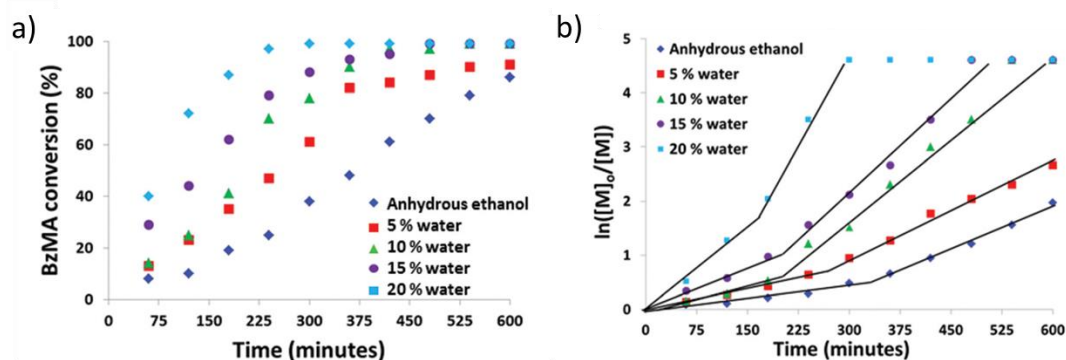 a)
BzMA conversion (%)
100
80
60
40
20
0
Anhydrous ethanol
5 % water
10 % water
15 % water
20 % water
0 75 150 225 300 375 450 525 600
Time (minutes)
b)
ln([M]₀/[M])
5
4
3
2
1
0
Anhydrous ethanol
5 % water
10 % water
15 % water
20 % water
0 75 150 225 300 375 450 525 600
Time (minutes)